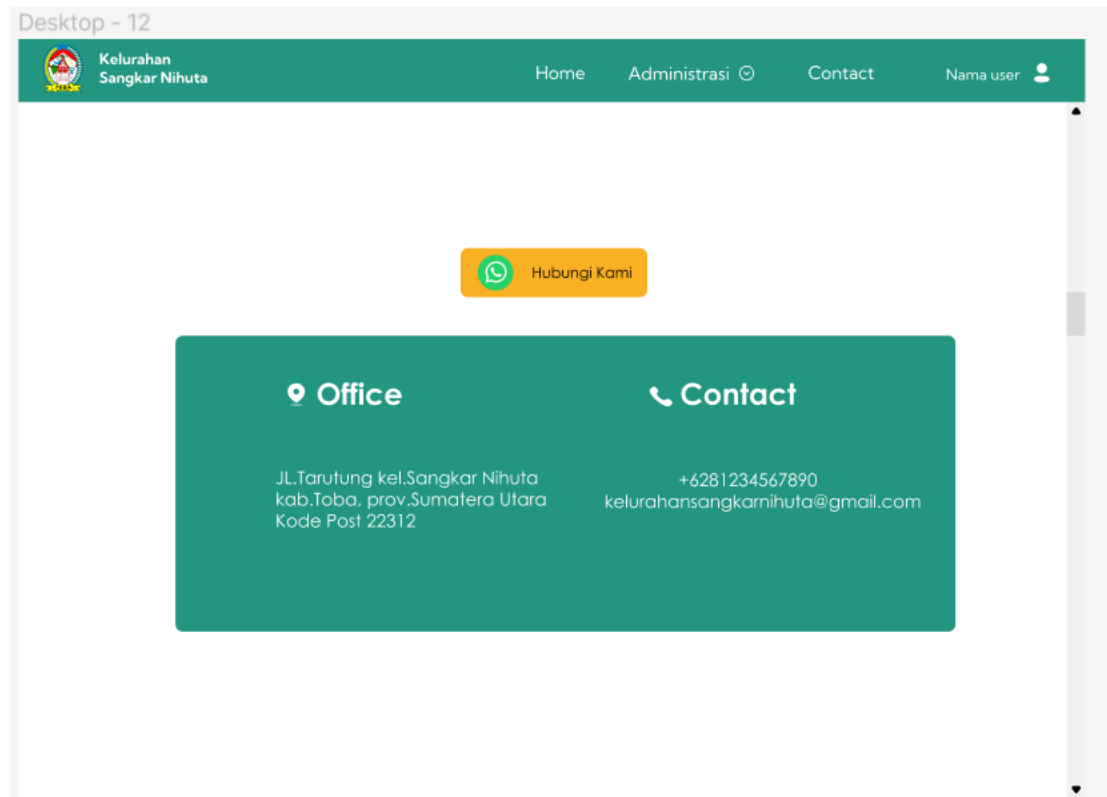 Desktop - 12
Kelurahan
Sangkar Nihuta
Home
Administrasi
Contact
Nama user
Hubungi Kami
Office
JL.Tarutung kel.Sangkar Nihuta
kab.Toba, prov.Sumatera Utara
Kode Post 22312
Contact
+6281234567890
kelurahansangkarnihuta@gmail.com